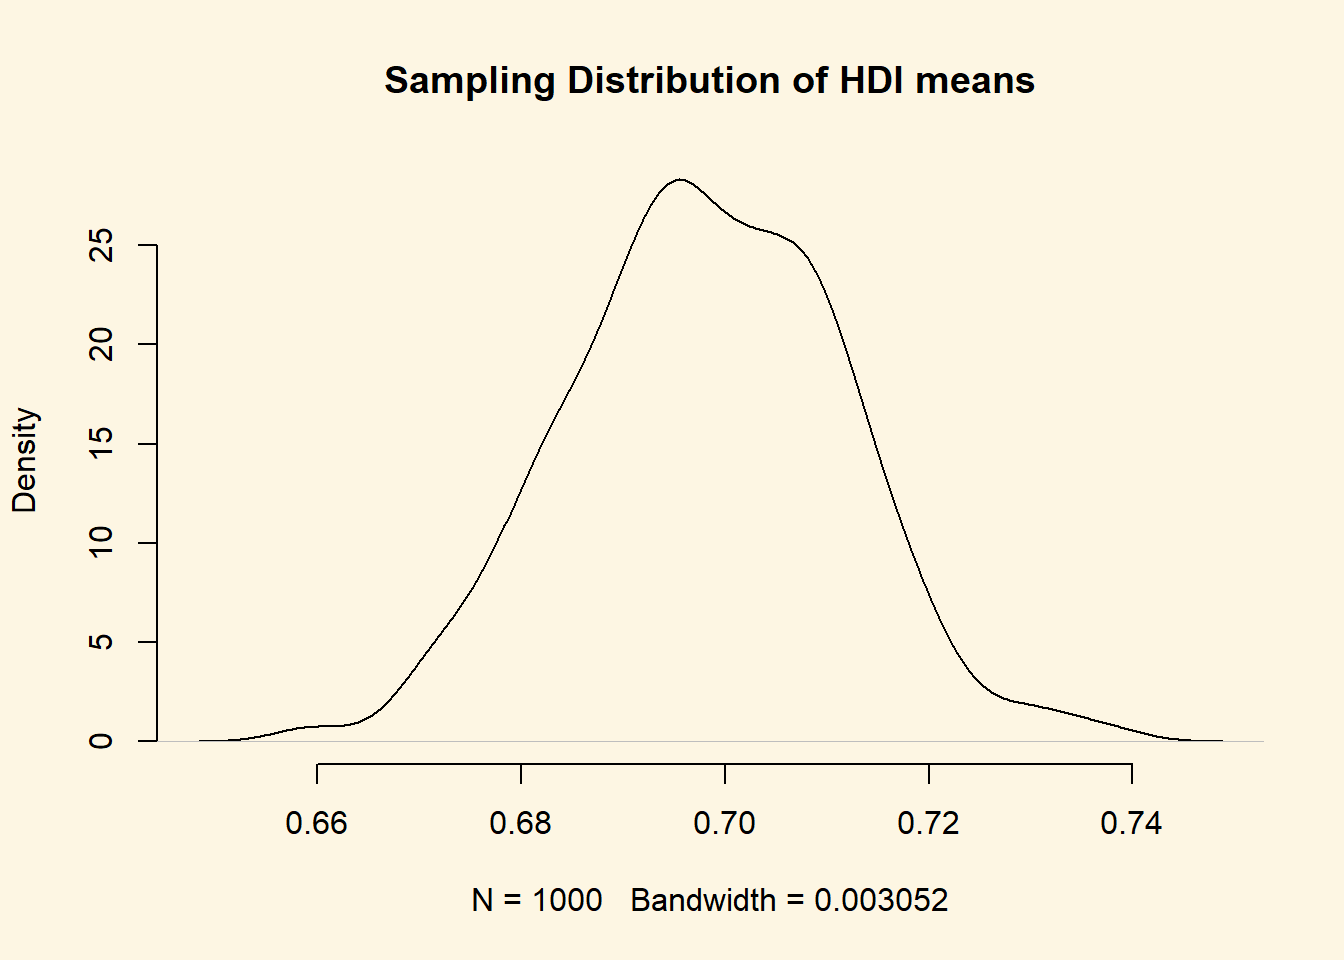 Sampling Distribution of HDI means
25
20
15
10
5
0
Density
0.66 0.68 0.70 0.72 0.74
N = 1000 Bandwidth = 0.003052